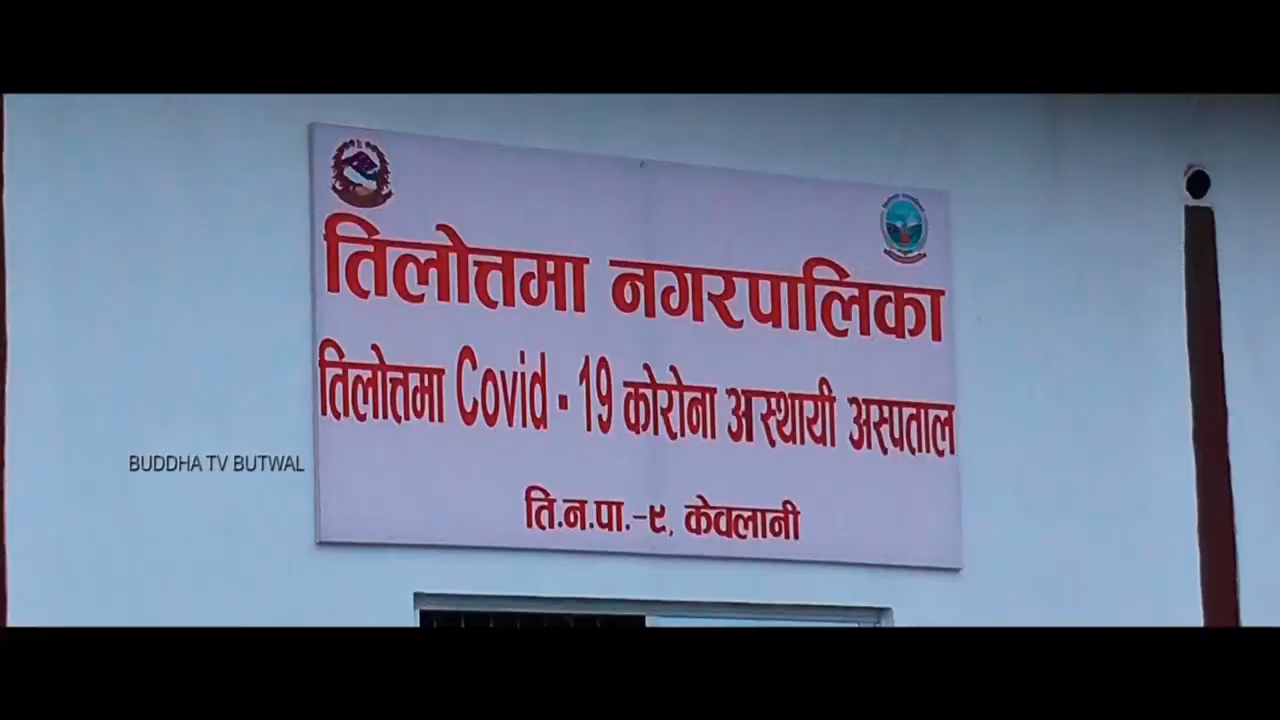 तिलोत्तमा नगरपालिका
तिलोत्तमा Covid - 19 कोरोना अस्थायी अस्पताल
BUDDHA TV BUTWAL
ति.न.पा.-९, केवलानी